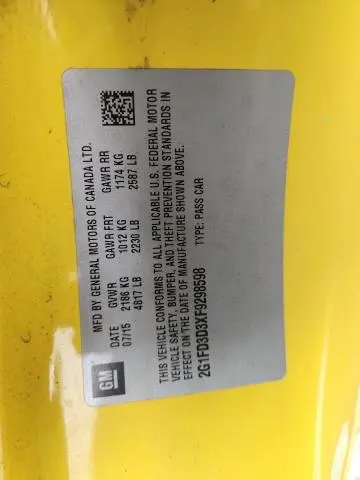 MFD BY GENERAL MOTORS OF CANADA LTD.
DATE GVWR GAWR FRT GAWR RR
07/15 2186 KG 1012 KG 1174 KG
4817 LB 2230 LB 2587 LB
THIS VEHICLE CONFORMS TO ALL APPLICABLE U.S. FEDERAL MOTOR
VEHICLE SAFETY, BUMPER, AND THEFT PREVENTION STANDARDS IN
EFFECT ON THE DATE OF MANUFACTURE SHOWN ABOVE.
2G1FD3D3XF9298598 TYPE: PASS CAR
GM